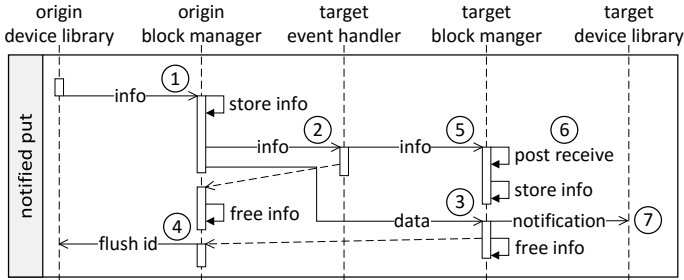 origin
device library
origin
block manager
target
event handler
target
block manger
target
device library
notified put
1
info
store info
2
5
6
info
info
post receive
store info
3
free info
data
notification
7
4
flush id
free info